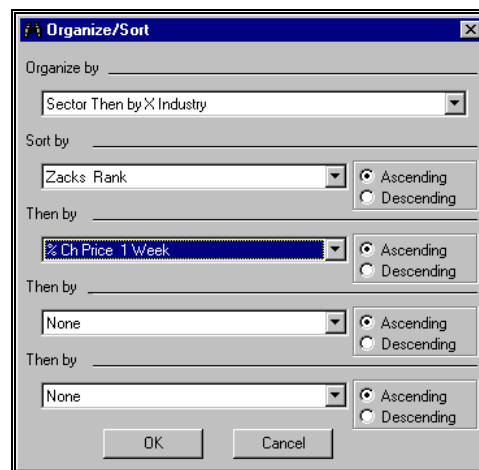 Organize/Sort
Organize by
Sector Then by X Industry
Sort by
Zacks Rank
Ascending
Descending
Then by
% Ch Price 1 Week
Ascending
Descending
Then by
None
Ascending
Descending
Then by
None
Ascending
Descending
OK Cancel